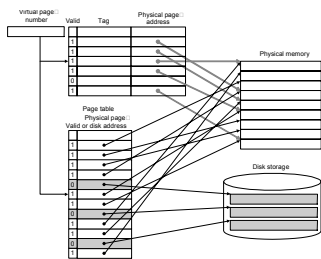 Virtual page
number
Valid
Tag
Physical page
address
1
1
1
1
0
1
Physical memory
Page table
Physical page
Valid or disk address
1
1
1
1
0
1
1
0
1
1
0
1
Disk storage